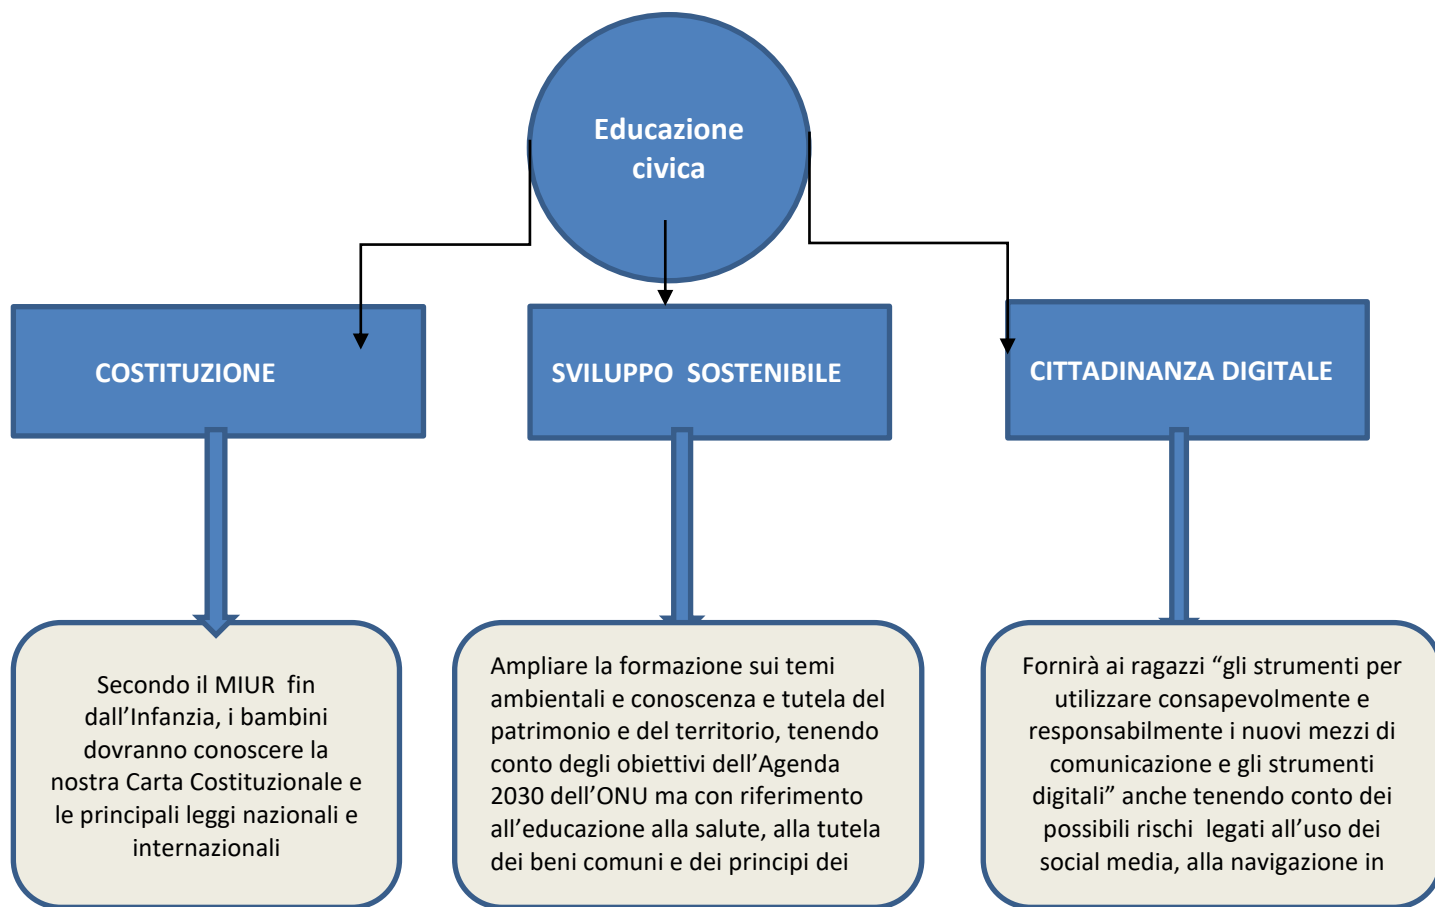 Educazione
civica
COSTITUZIONE
SVILUPPO SOSTENIBILE
CITTADINANZA DIGITALE
Secondo il MIUR fin
dall’Infanzia, i bambini
dovranno conoscere la
nostra Carta Costituzionale e
le principali leggi nazionali e
internazionali
Ampliare la formazione sui temi
ambientali e conoscenza e tutela del
patrimonio e del territorio, tenendo
conto degli obiettivi dell’Agenda
2030 dell’ONU ma con riferimento
all’educazione alla salute, alla tutela
dei beni comuni e dei principi dei
Fornirà ai ragazzi “gli strumenti per
utilizzare consapevolmente e
responsabilmente i nuovi mezzi di
comunicazione e gli strumenti
digitali” anche tenendo conto dei
possibili rischi legati all’uso dei
social media, alla navigazione in